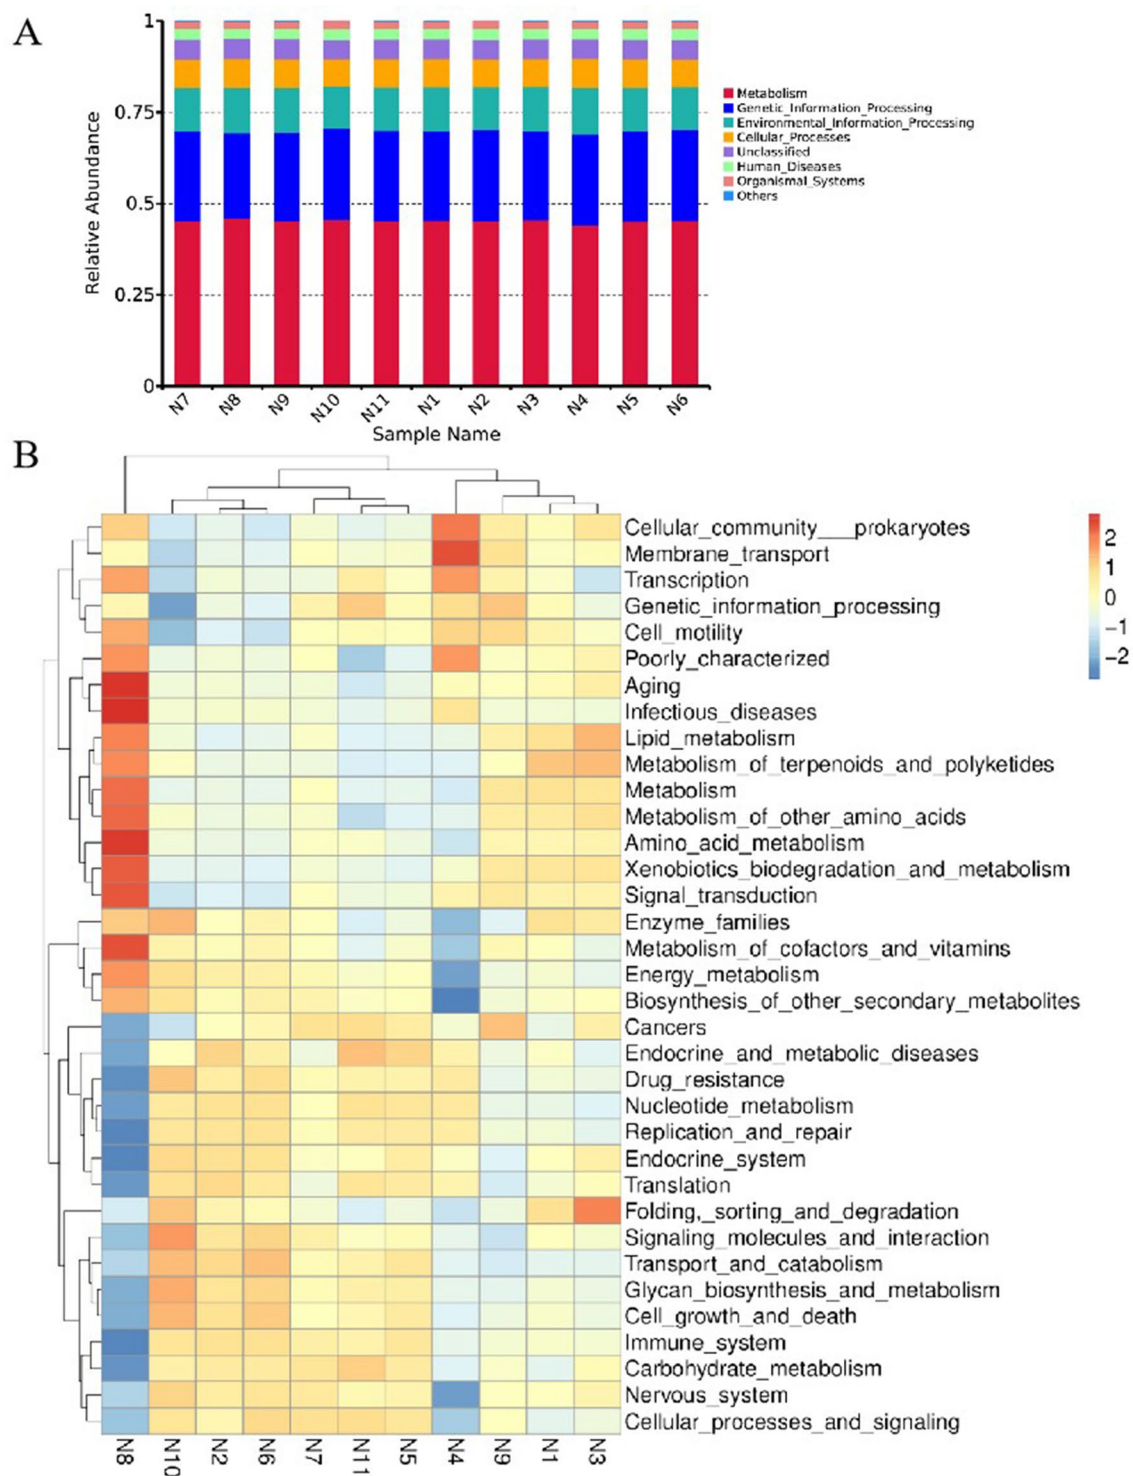 A
1
0.75
0.5
0.25
0
Relative Abundance
N7 N8 N9 N10 N11 N1 N2 N3 N4 N5 N6
Sample Name
Metabolism
Genetic_Information_Processing
Environmental_Information_Processing
Cellular_Processes
Unclassified
Human_Diseases
Organismal_Systems
Others
B
Cellular_community___prokaryotes
Membrane_transport
Transcription
Genetic_information_processing
Cell_motility
Poorly_characterized
Aging
Infectious_diseases
Lipid_metabolism
Metabolism_of_terpenoids_and_polyketides
Metabolism
Metabolism_of_other_amino_acids
Amino_acid_metabolism
Xenobiotics_biodegradation_and_metabolism
Signal_transduction
Enzyme_families
Metabolism_of_cofactors_and_vitamins
Energy_metabolism
Biosynthesis_of_other_secondary_metabolites
Cancers
Endocrine_and_metabolic_diseases
Drug_resistance
Nucleotide_metabolism
Replication_and_repair
Endocrine_system
Translation
Folding,_sorting_and_degradation
Signaling_molecules_and_interaction
Transport_and_catabolism
Glycan_biosynthesis_and_metabolism
Cell_growth_and_death
Immune_system
Carbohydrate_metabolism
Nervous_system
Cellular_processes_and_signaling
N8 N10 N2 N6 N7 N11 N5 N4 N9 N1 N3
2
1
0
−1
−2